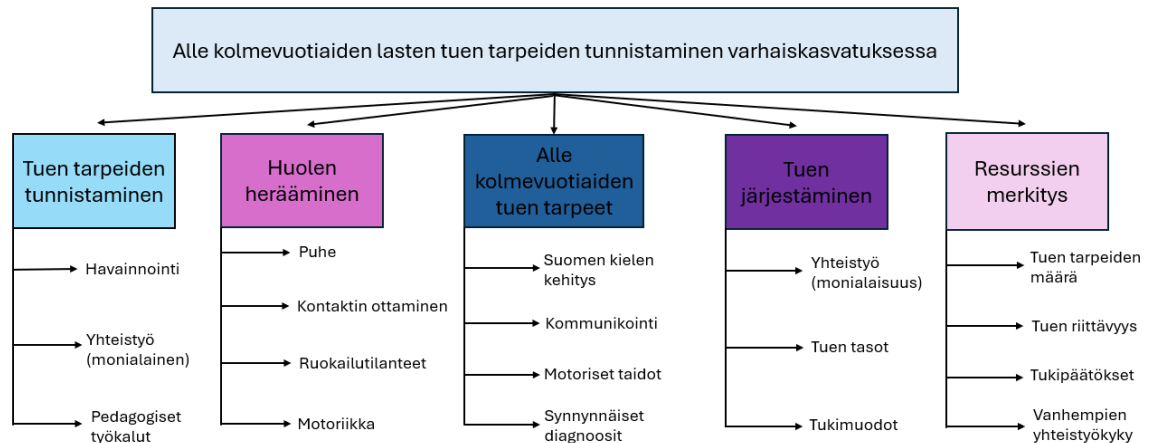 Alle kolmevuotiaiden lasten tuen tarpeiden tunnistaminen varhaiskasvatuksessa
Tuen tarpeiden
tunnistaminen
Havainnointi
Yhteistyö
(monialainen)
Pedagogiset
työkalut
Huolen
herääminen
Puhe
Kontaktin ottaminen
Ruokailutilanteet
Motoriikka
Alle
kolmevuotiaiden
tuen tarpeet
Suomen kielen
kehitys
Kommunikointi
Motoriset taidot
Synnynnäiset
diagnoosit
Tuen
järjestäminen
Yhteistyö
(monialaisuus)
Tuen tasot
Tukimuodot
Resurssien
merkitys
Tuen tarpeiden
määrä
Tuen riittävyys
Tukipäätökset
Vanhempien
yhteistyökyky